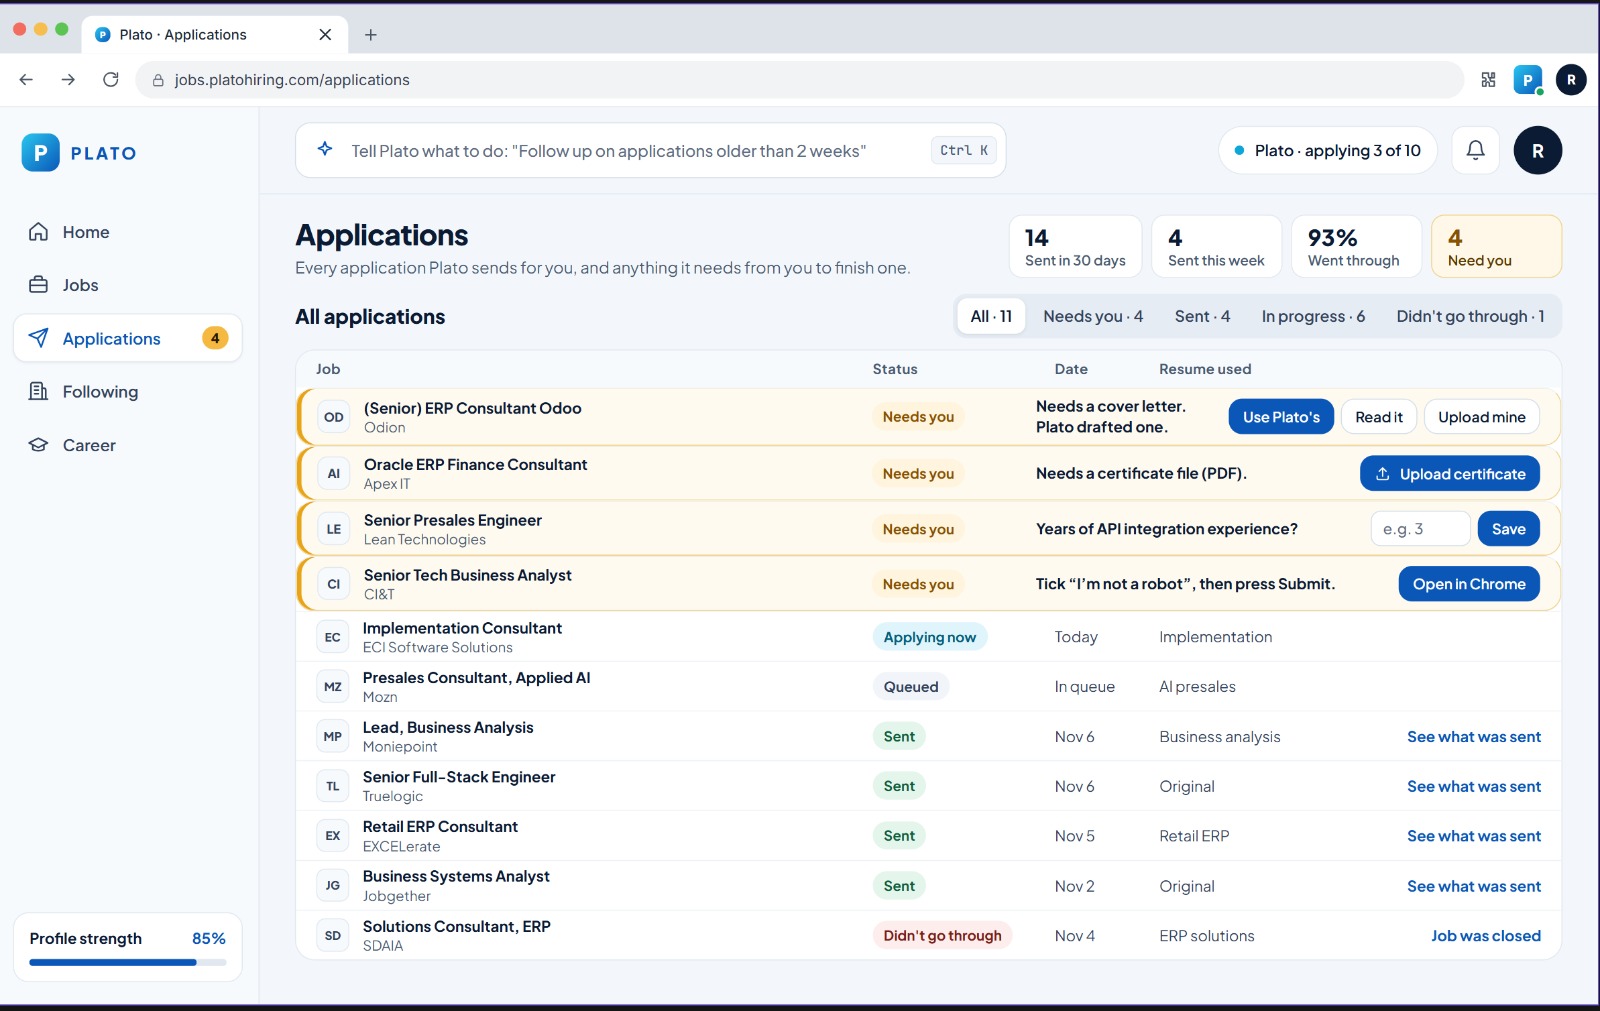 Plato · Applications
jobs.platohiring.com/applications
P
R
P PLATO
Tell Plato what to do: "Follow up on applications older than 2 weeks" Ctrl K
Plato · applying 3 of 10
R
Home
Jobs
Applications 4
Following
Career
Profile strength 85%
Applications
Every application Plato sends for you, and anything it needs from you to finish one.
14
Sent in 30 days
4
Sent this week
93%
Went through
4
Need you
All applications
All · 11 Needs you · 4 Sent · 4 In progress · 6 Didn't go through · 1
Job Status Date Resume used
OD (Senior) ERP Consultant Odoo
Odion
Needs you
Needs a cover letter.
Plato drafted one.
Use Plato's Read it Upload mine
AI Oracle ERP Finance Consultant
Apex IT
Needs you Needs a certificate file (PDF). Upload certificate
LE Senior Presales Engineer
Lean Technologies
Needs you Years of API integration experience? e.g. 3 Save
CI Senior Tech Business Analyst
CI&T
Needs you Tick “I’m not a robot”, then press Submit. Open in Chrome
EC Implementation Consultant
ECI Software Solutions
Applying now Today Implementation
MZ Presales Consultant, Applied AI
Mozn
Queued In queue AI presales
MP Lead, Business Analysis
Moniepoint
Sent Nov 6 Business analysis See what was sent
TL Senior Full-Stack Engineer
Truelogic
Sent Nov 6 Original See what was sent
EX Retail ERP Consultant
EXCELerate
Sent Nov 5 Retail ERP See what was sent
JG Business Systems Analyst
Jobgether
Sent Nov 2 Original See what was sent
SD Solutions Consultant, ERP
SDAIA
Didn't go through Nov 4 ERP solutions Job was closed